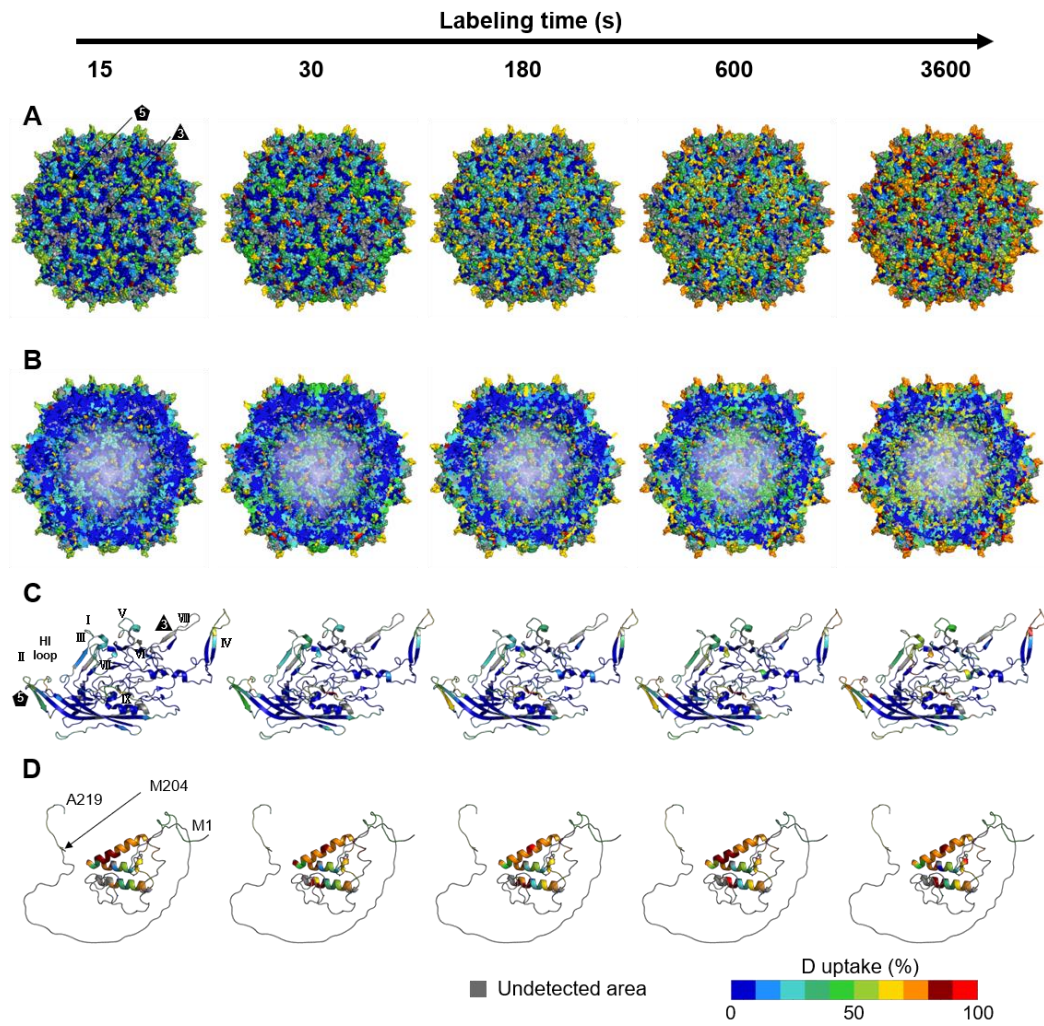 Labeling time (s)
15 30 180 600 3600
A
5
3
B
C
I
V
3
VIII
III
HI
loop
II
VI
IV
VII
5
IX
D
A219
M204
M1
D uptake (%)
Undetected area
0 50 100